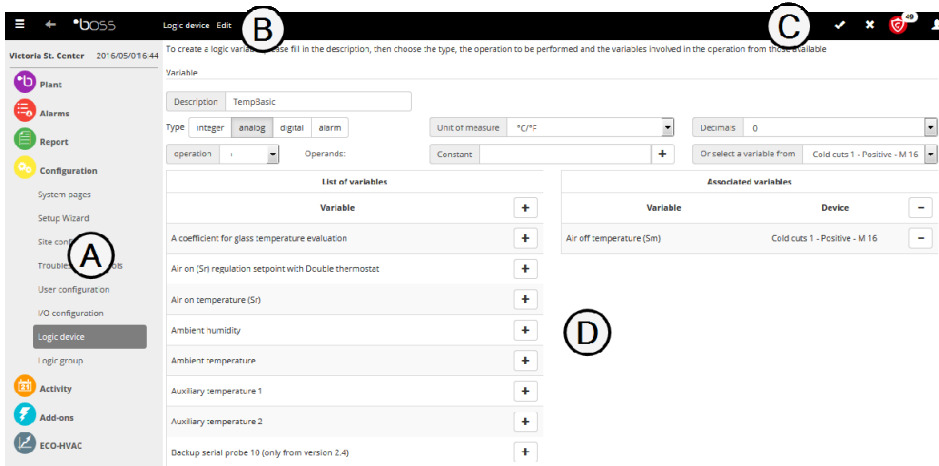 boss Logic device Edit B C 49
Victoria St. Center 2016/05/01 6:44
To create a logic variable please fill in the description, then choose the type, the operation to be performed and the variables involved in the operation from those available
Variable
Plant
Alarms
Report
Configuration
System pages
Setup Wizard
Site
A
User configuration
I/O configuration
Logic device
Logic group
Activity
Add-ons
ECO-HVAC
Description TempBasic
Type integer analog digital alarm Unit of measure °C/°F Decimals 0
operation Operands: Constant + Or select a variable from Cold cuts 1 - Positive - M 16
List of variables
Variable +
A coefficient for glass temperature evaluation +
Air on (Sr) regulation setpoint with Double thermostat +
Air on temperature (Sr) +
Ambient humidity +
Ambient temperature +
Auxiliary temperature 1 +
Auxiliary temperature 2 +
Backup serial probe 10 (only from version 2.4) +
Associated variables
Variable Device −
Air off temperature (Sm) Cold cuts 1 - Positive - M 16 −
D